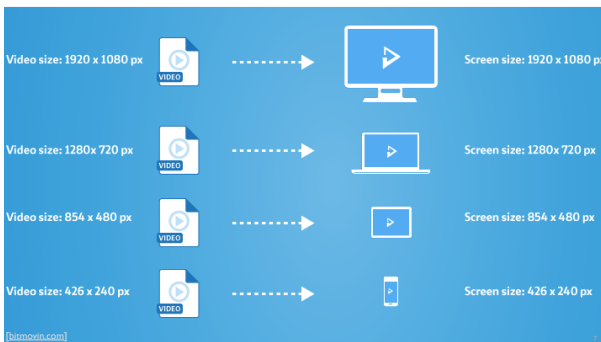 Video size: 1920 x 1080 px
VIDEO
Screen size: 1920 x 1080 p
Video size: 1280x 720 px
VIDEO
Screen size: 1280x 720 px
Video size: 854 x 480 px
VIDEO
Screen size: 854 x 480 px
Video size: 426 x 240 px
VIDEO
Screen size: 426 x 240 px
[bitmovin.com]